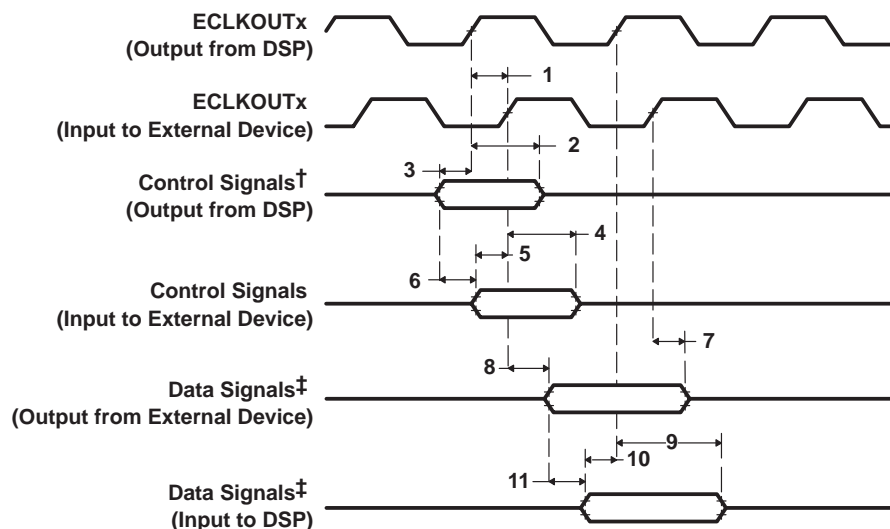 ECLKOUTx
(Output from DSP)
1
ECLKOUTx
(Input to External Device)
2
3
Control Signals†
(Output from DSP)
4
5
6
Control Signals
(Input to External Device)
7
8
Data Signals‡
(Output from External Device)
9
10
11
Data Signals‡
(Input to DSP)